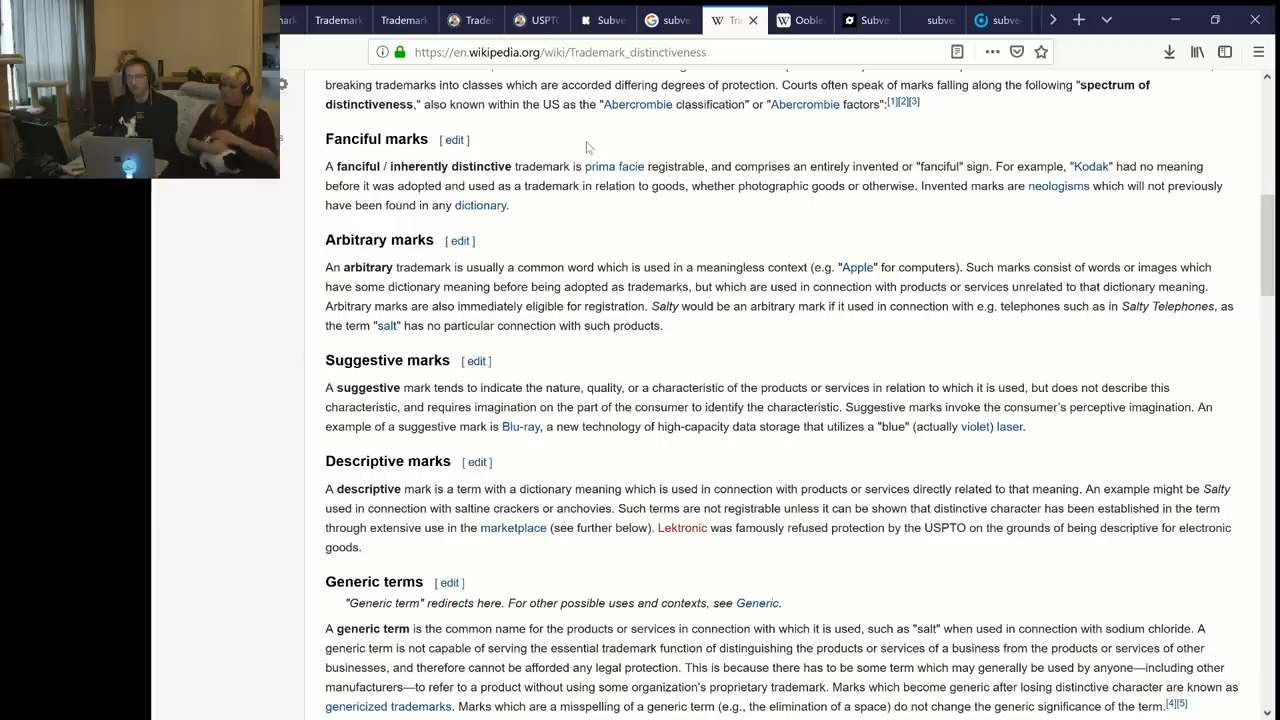 mark Trademark Trademark Trader USPTO Subve subve Tra Ooble Subve subve subve
https://en.wikipedia.org/wiki/Trademark_distinctiveness
breaking trademarks into classes which are accorded differing degrees of protection. Courts often speak of marks falling along the following "spectrum of
distinctiveness," also known within the US as the "Abercrombie classification" or "Abercrombie factors":[1][2][3]
Fanciful marks [ edit ]
A fanciful / inherently distinctive trademark is prima facie registrable, and comprises an entirely invented or "fanciful" sign. For example, "Kodak" had no meaning
before it was adopted and used as a trademark in relation to goods, whether photographic goods or otherwise. Invented marks are neologisms which will not previously
have been found in any dictionary.
Arbitrary marks [ edit ]
An arbitrary trademark is usually a common word which is used in a meaningless context (e.g. "Apple" for computers). Such marks consist of words or images which
have some dictionary meaning before being adopted as trademarks, but which are used in connection with products or services unrelated to that dictionary meaning.
Arbitrary marks are also immediately eligible for registration. Salty would be an arbitrary mark if it used in connection with e.g. telephones such as in Salty Telephones, as
the term "salt" has no particular connection with such products.
Suggestive marks [ edit ]
A suggestive mark tends to indicate the nature, quality, or a characteristic of the products or services in relation to which it is used, but does not describe this
characteristic, and requires imagination on the part of the consumer to identify the characteristic. Suggestive marks invoke the consumer's perceptive imagination. An
example of a suggestive mark is Blu-ray, a new technology of high-capacity data storage that utilizes a "blue" (actually violet) laser.
Descriptive marks [ edit ]
A descriptive mark is a term with a dictionary meaning which is used in connection with products or services directly related to that meaning. An example might be Salty
used in connection with saltine crackers or anchovies. Such terms are not registrable unless it can be shown that distinctive character has been established in the term
through extensive use in the marketplace (see further below). Lektronic was famously refused protection by the USPTO on the grounds of being descriptive for electronic
goods.
Generic terms [ edit ]
"Generic term" redirects here. For other possible uses and contexts, see Generic.
A generic term is the common name for the products or services in connection with which it is used, such as "salt" when used in connection with sodium chloride. A
generic term is not capable of serving the essential trademark function of distinguishing the products or services of a business from the products or services of other
businesses, and therefore cannot be afforded any legal protection. This is because there has to be some term which may generally be used by anyone—including other
manufacturers—to refer to a product without using some organization's proprietary trademark. Marks which become generic after losing distinctive character are known as
genericized trademarks. Marks which are a misspelling of a generic term (e.g., the elimination of a space) do not change the generic significance of the term.[4][5]